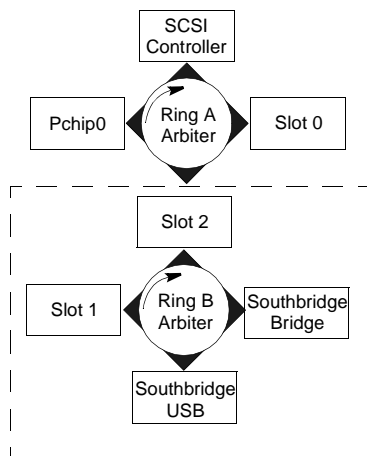 SCSI
Controller
Pchip0
Ring A
Arbiter
Slot 0
Slot 2
Slot 1
Ring B
Arbiter
Southbridge
Bridge
Southbridge
USB